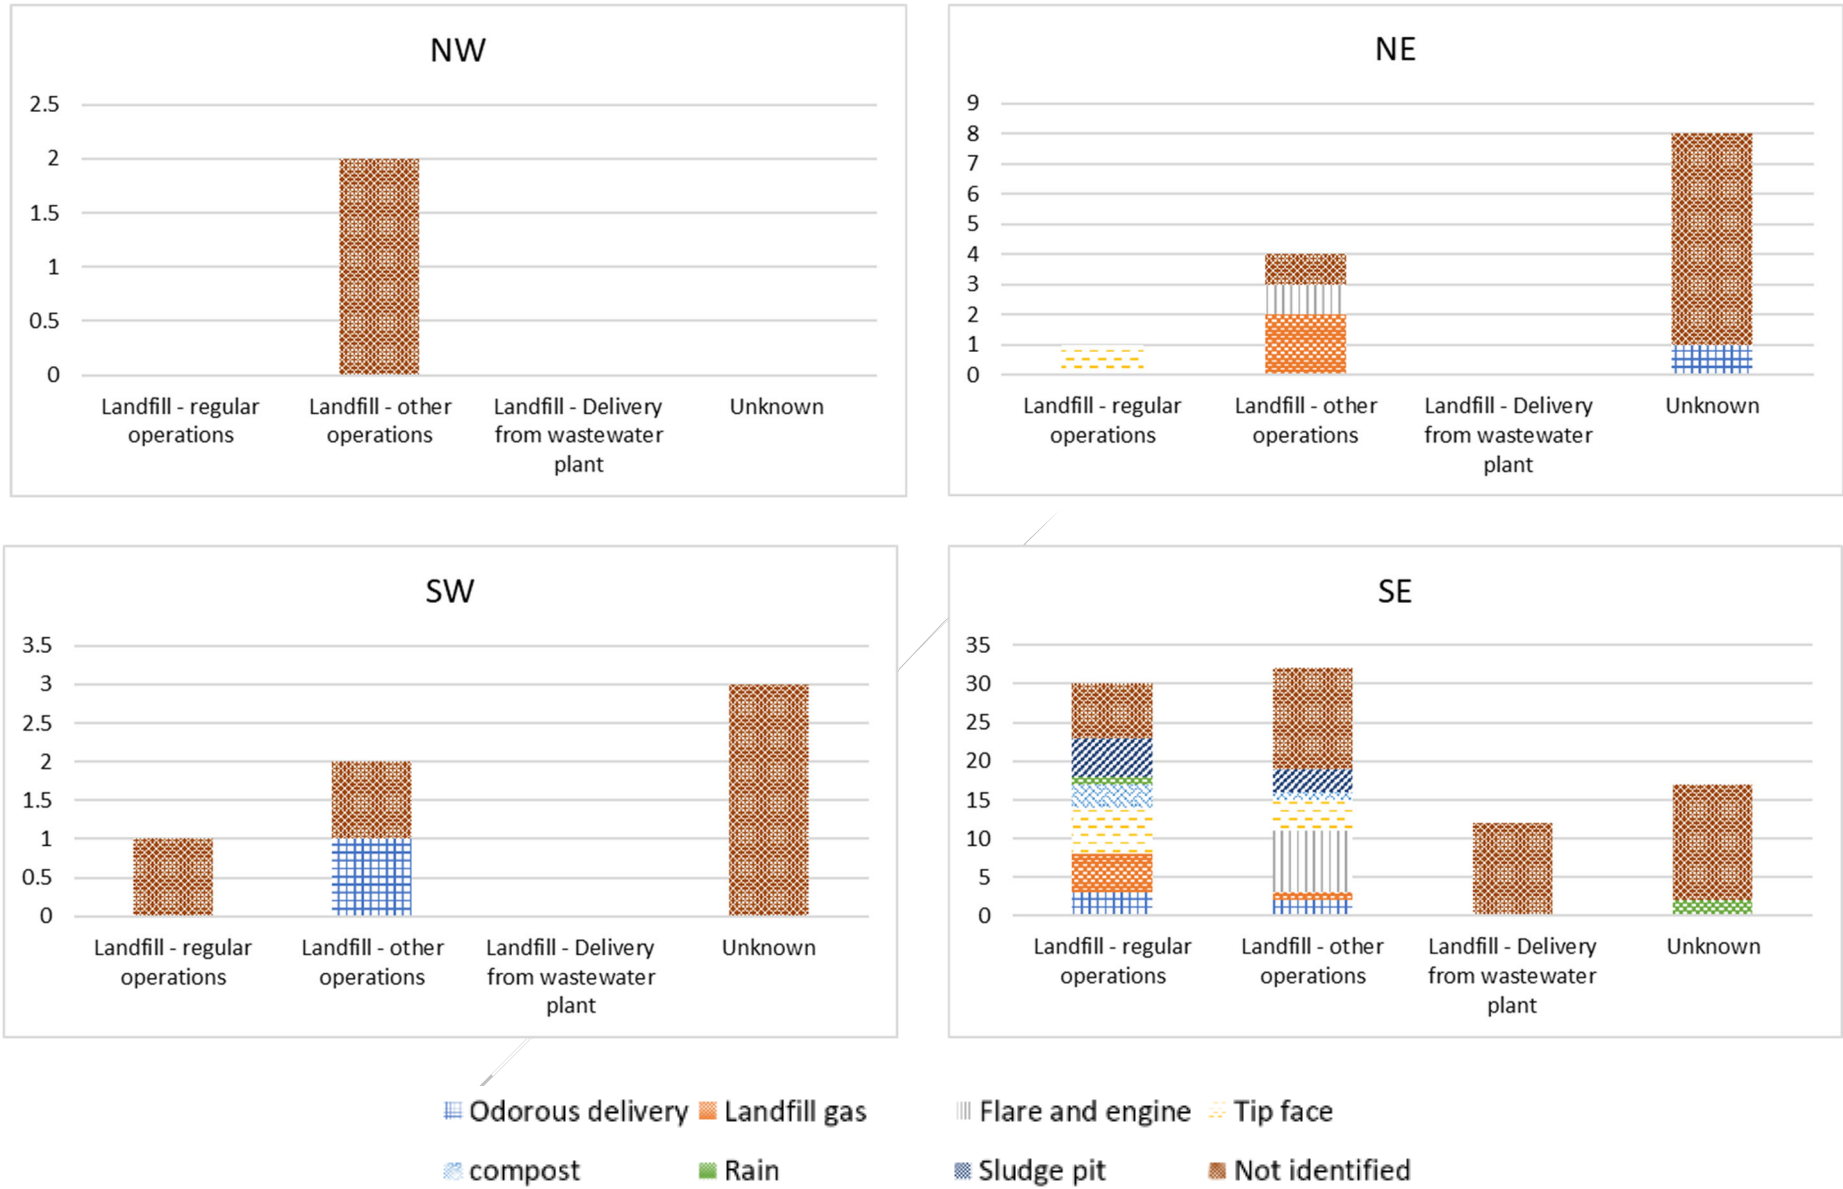 NW
2.5
2
1.5
1
0.5
0
Landfill - regular operations
Landfill - other operations
Landfill - Delivery from wastewater plant
Unknown
NE
9
8
7
6
5
4
3
2
1
0
Landfill - regular operations
Landfill - other operations
Landfill - Delivery from wastewater plant
Unknown
SW
3.5
3
2.5
2
1.5
1
0.5
0
Landfill - regular operations
Landfill - other operations
Landfill - Delivery from wastewater plant
Unknown
SE
35
30
25
20
15
10
5
0
Landfill - regular operations
Landfill - other operations
Landfill - Delivery from wastewater plant
Unknown
Odorous delivery
Landfill gas
Flare and engine
Tip face
compost
Rain
Sludge pit
Not identified